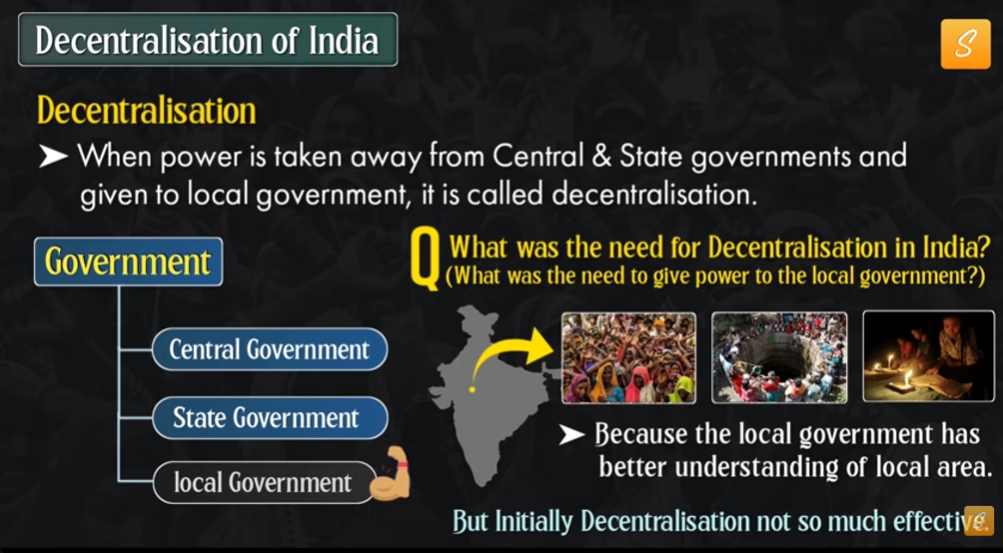 Decentralisation of India
S
Decentralisation
➤ When power is taken away from Central & State governments and
given to local government, it is called decentralisation.
Government
Central Government
State Government
local Government
Q What was the need for Decentralisation in India?
(What was the need to give power to the local government?)
➤ Because the local government has
better understanding of local area.
But Initially Decentralisation not so much effective.
S